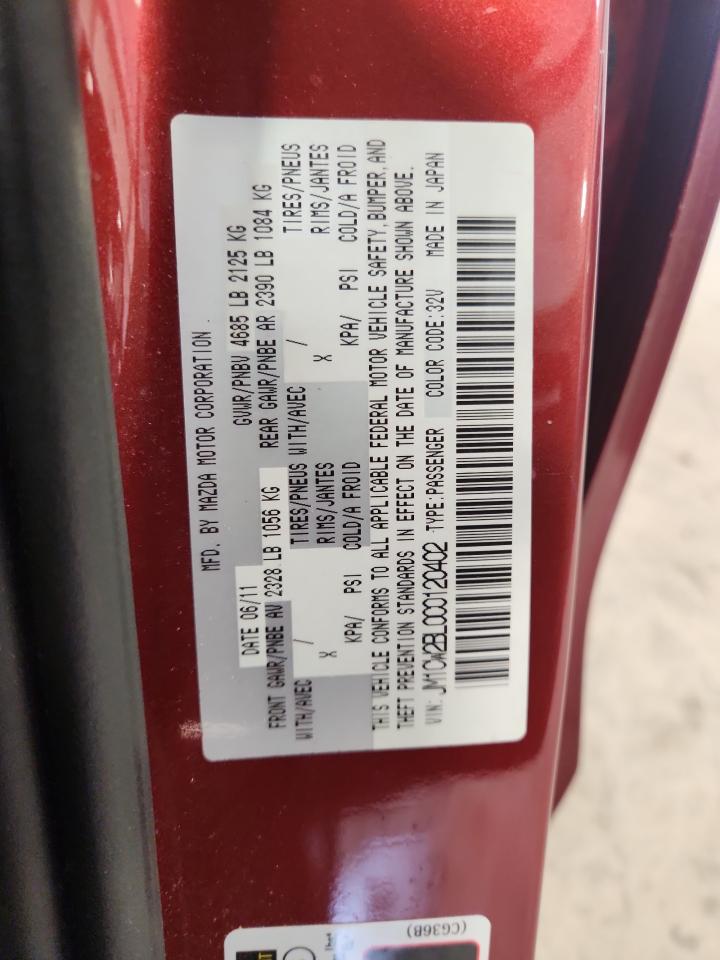 MFD. BY MAZDA MOTOR CORPORATION
DATE 06/11 GVWR/PNBV 4685 LB 2125 KG
FRONT GAWR/PNBE AV 2328 LB 1056 KG REAR GAWR/PNBE AR 2390 LB 1084 KG
WITH/AVEC / TIRES/PNEUS WITH/AVEC / TIRES/PNEUS
X RIMS/JANTES X RIMS/JANTES
KPA/ PSI COLD/A FROID KPA/ PSI COLD/A FROID
THIS VEHICLE CONFORMS TO ALL APPLICABLE FEDERAL MOTOR VEHICLE SAFETY, BUMPER, AND
THEFT PREVENTION STANDARDS IN EFFECT ON THE DATE OF MANUFACTURE SHOWN ABOVE.
VIN: JM1CW2BL0C0120402 TYPE:PASSENGER COLOR CODE:32V MADE IN JAPAN
(CG36B)